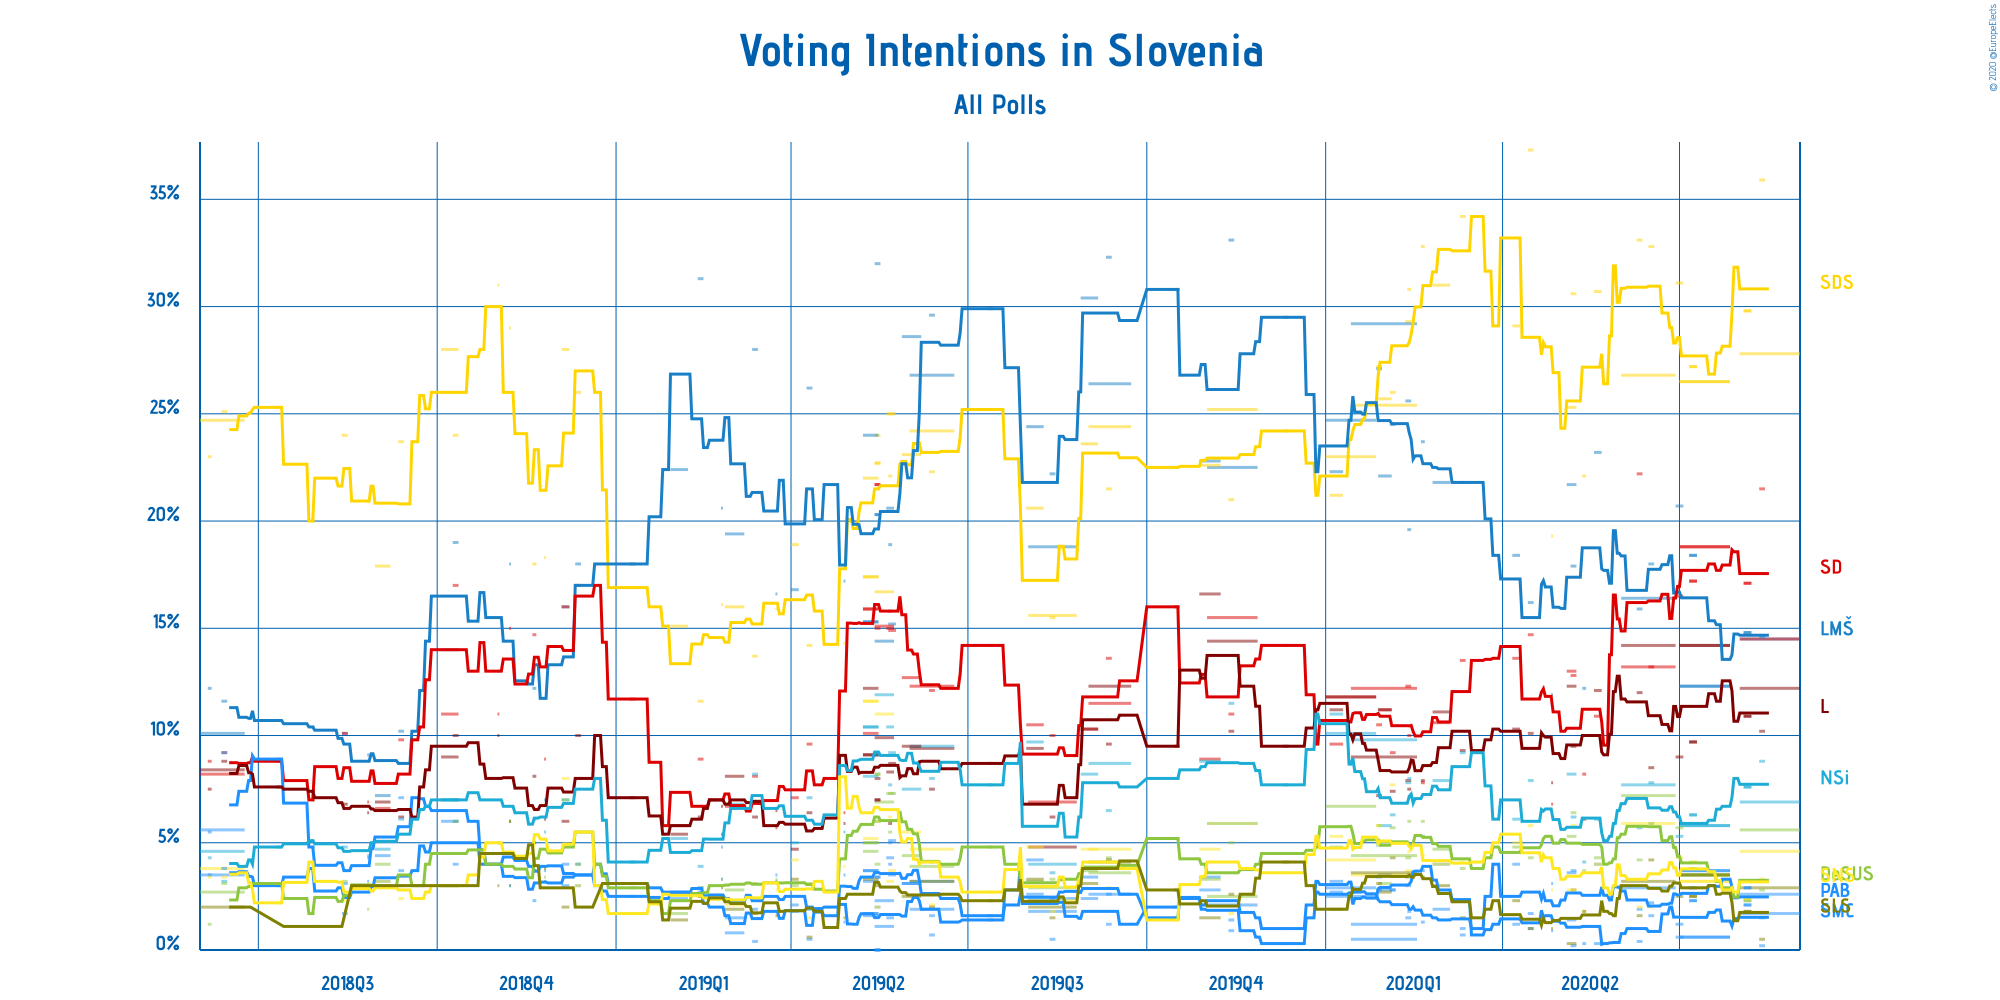 Voting Intentions in Slovenia
© 2020 @EuropeElects
All Polls
35%
30%
25%
20%
15%
10%
5%
0%
SDS
SD
LMŠ
L
NSi
DeSUS
PAB
SLS
SMC
2018Q3
2018Q4
2019Q1
2019Q2
2019Q3
2019Q4
2020Q1
2020Q2